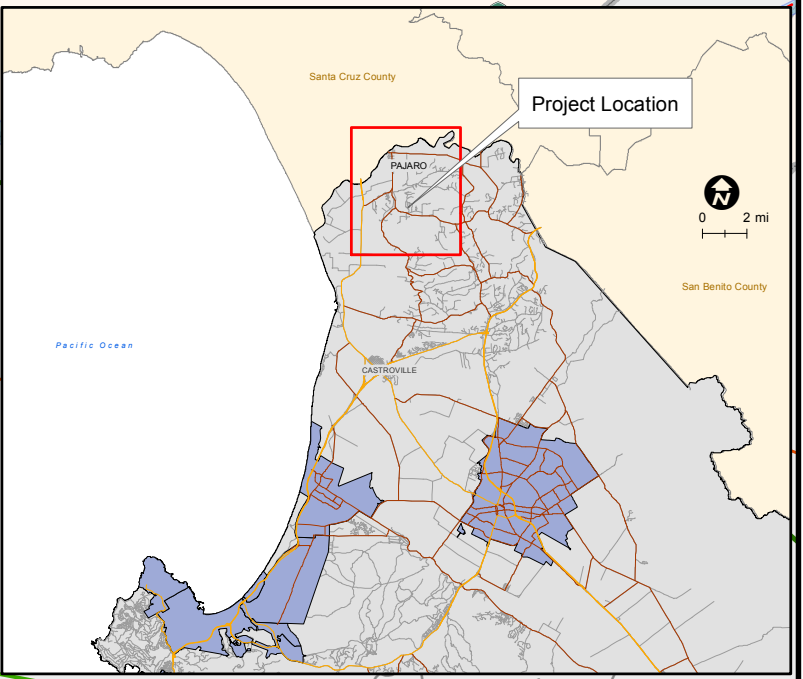 Santa Cruz County
Project Location
PAJARO
N
0 2 mi
San Benito County
Pacific Ocean
CASTROVILLE